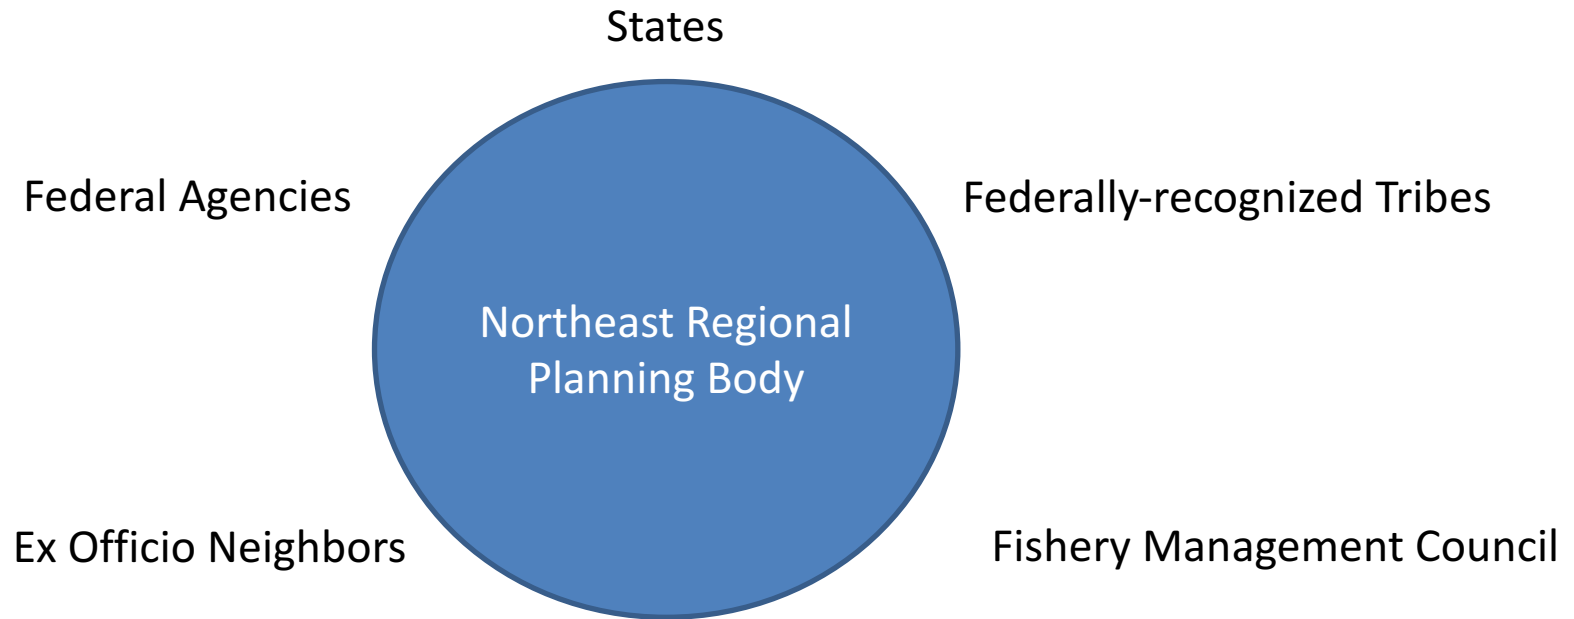 States
Federal Agencies
Federally-recognized Tribes
Northeast Regional
Planning Body
Ex Officio Neighbors
Fishery Management Council